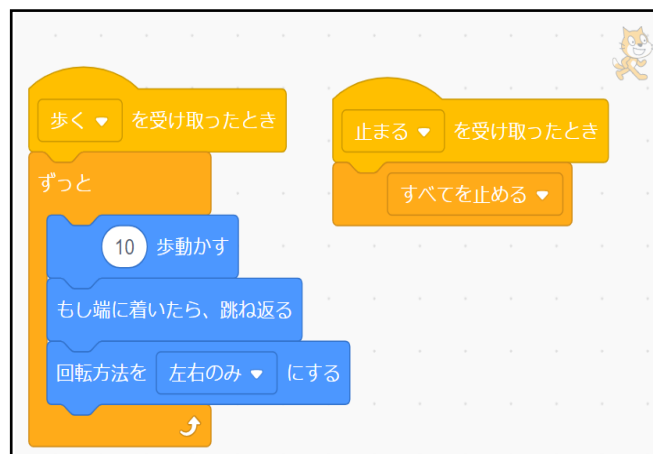 歩く を受け取ったとき
ずっと
10 歩動かす
もし端に着いたら、跳ね返る
回転方法を 左右のみ にする
止まる を受け取ったとき
すべてを止める